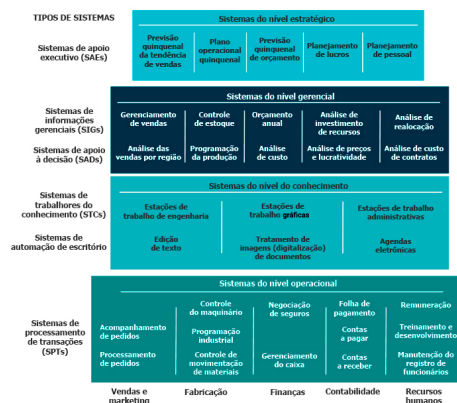 TIPOS DE SISTEMAS
Sistemas do nível estratégico
Sistemas de apoio
executivo (SAEs)
Previsão
quinquenal
da tendência
de vendas
Plano
operacional
quinquenal
Previsão
quinquenal
de orçamento
Planejamento
de lucros
Planejamento
de pessoal
Sistemas do nível gerencial
Sistemas de
informações
gerenciais (SIGs)
Gerenciamento
de vendas
Controle
de estoque
Orçamento
anual
Análise de
investimento
de recursos
Análise de
realocação
Sistemas de apoio
à decisão (SADs)
Análise das
vendas por região
Programação
da produção
Análise
de custo
Análise de preços
e lucratividade
Análise de custo
de contratos
Sistemas do nível do conhecimento
Sistemas de
trabalhores do
conhecimento (STCs)
Estações de
trabalho de engenharia
Estações de
trabalho gráficas
Estações de trabalho
administrativas
Sistemas de
automação de escritório
Edição
de texto
Tratamento de
imagens (digitalização)
de documentos
Agendas
eletrônicas
Sistemas do nível operacional
Sistemas de
processamento
de transações (SPTs)
Acompanhamento
de pedidos
Processamento
de pedidos
Controle
do maquinário
Programação
industrial
Controle de
movimentação
de materiais
Negociação
de seguros
Gerenciamento
do caixa
Folha de
pagamento
Contas
a pagar
Contas
a receber
Remuneração
Treinamento e
desenvolvimento
Manutenção do
registro de
funcionários
Vendas e
marketing
Fabricação
Finanças
Contabilidade
Recursos
humanos